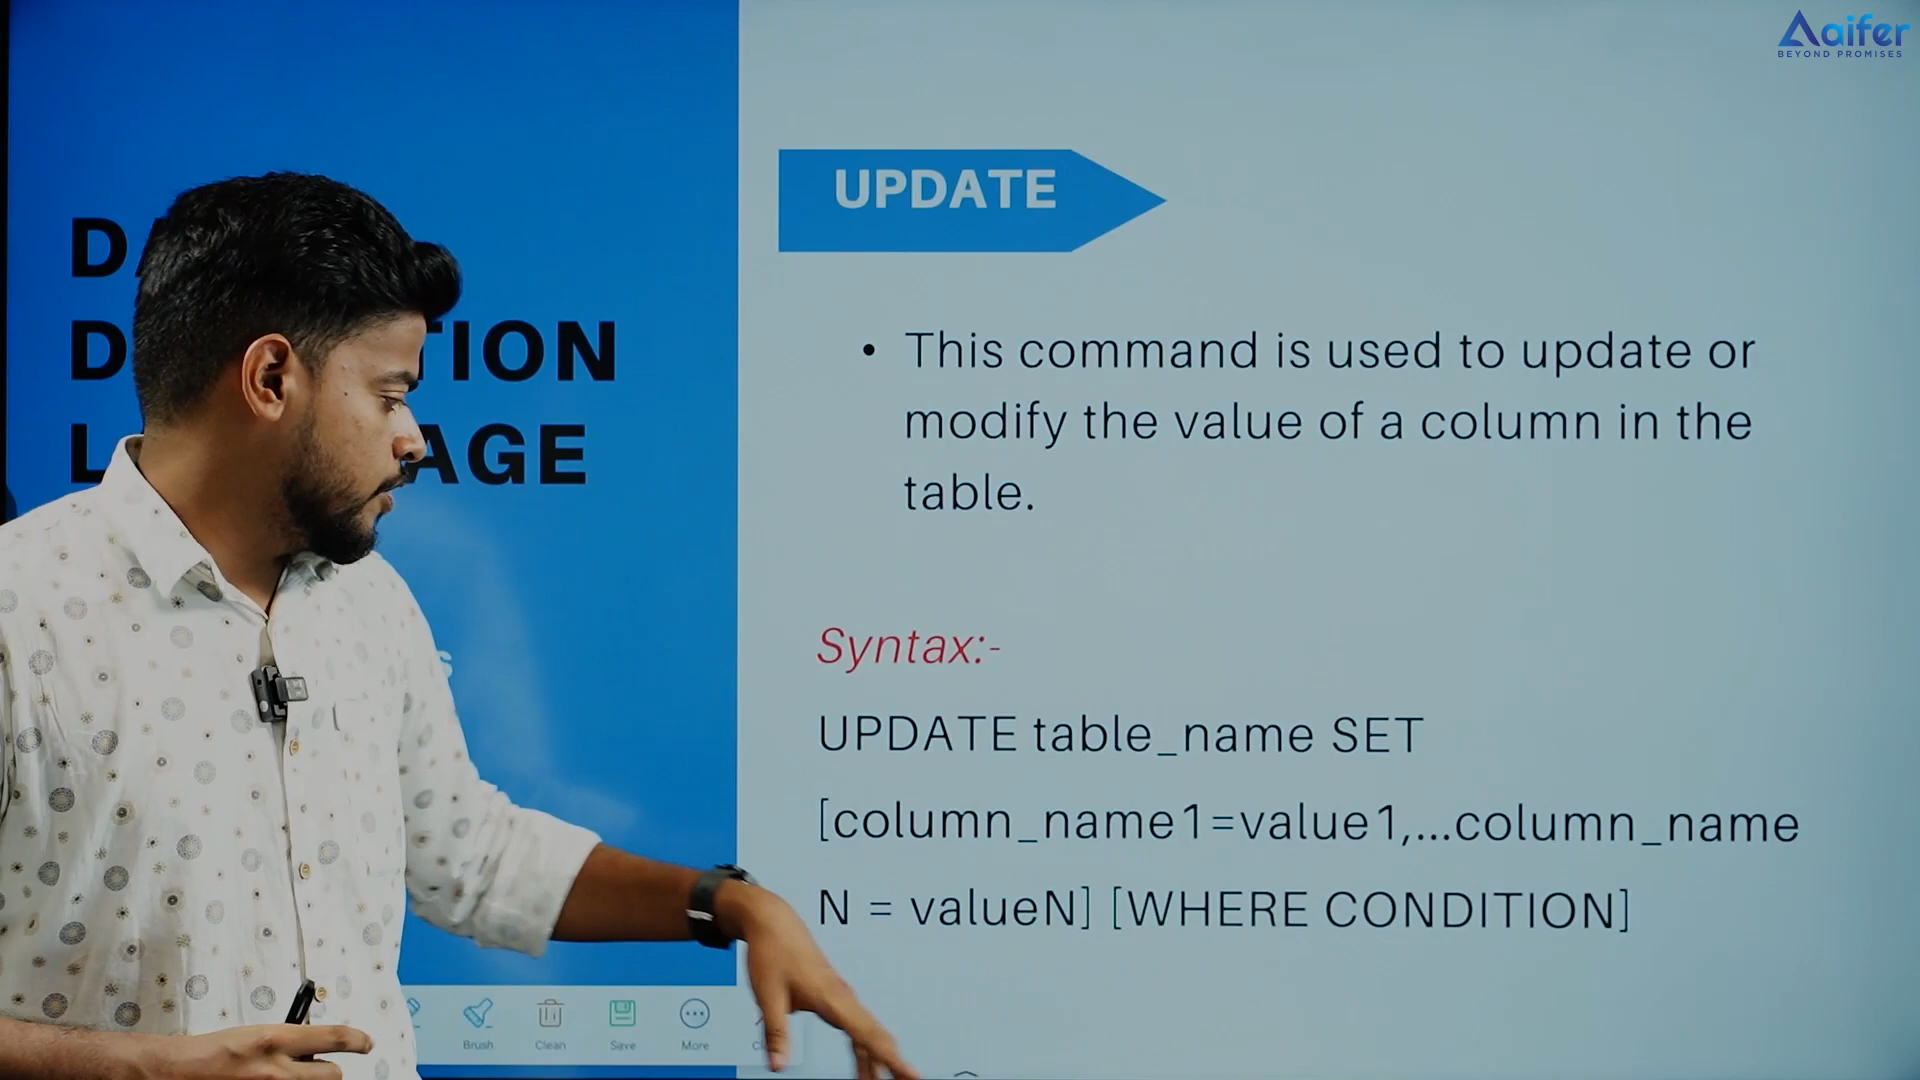 Aaifer
BEYOND PROMISES
UPDATE
TION
AGE
• This command is used to update or
modify the value of a column in the
table.
Syntax:-
UPDATE table_name SET
[column_name1=value1,...column_name
N = valueN] [WHERE CONDITION]
Brush Clean Save More